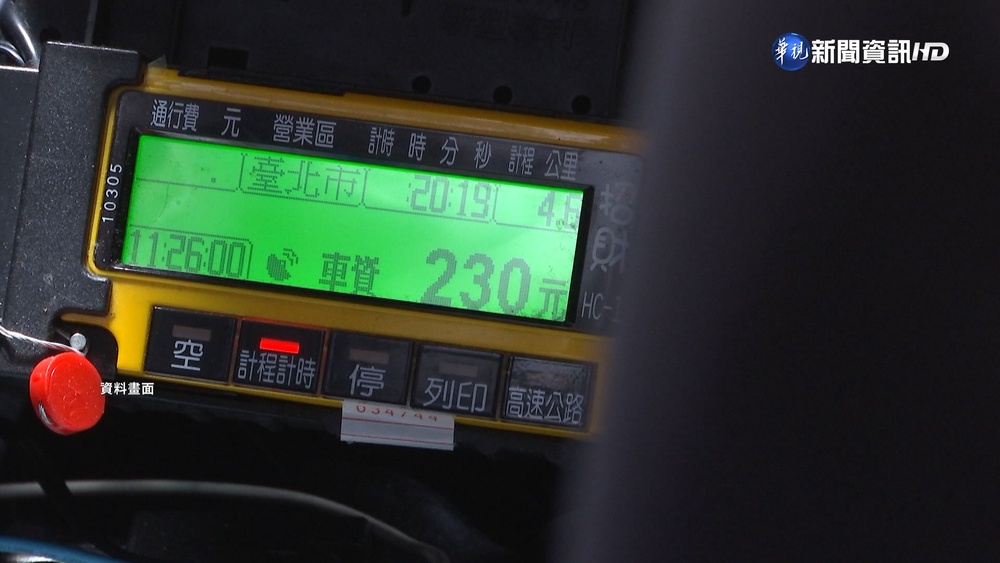 華視 新聞資訊HD
通行費 元 營業區 計時 時 分 秒 計程 公里
臺北市 20:19 4.6
10305
11:26:00 車資 230元
HC-
空 計程計時 停 列印 高速公路
034744
資料畫面